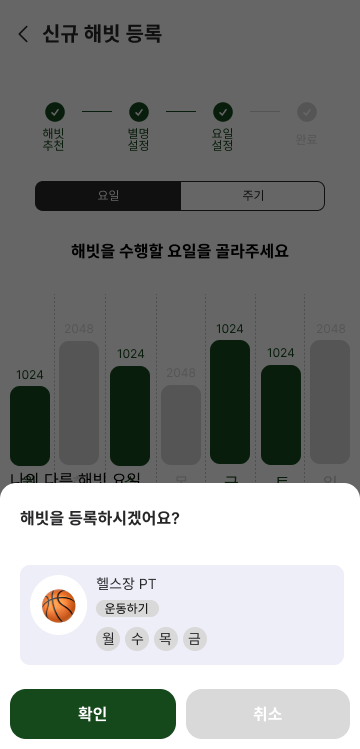 신규 해빗 등록
해빗 별명 요일 완료
추천 설정 설정
요일 주기
해빗을 수행할 요일을 골라주세요
1024 2048 1024 2048 1024 1024 2048
목 금 토 일
나의 다른 해빗 요일
해빗을 등록하시겠어요?
헬스장 PT
운동하기
월 수 목 금
확인 취소